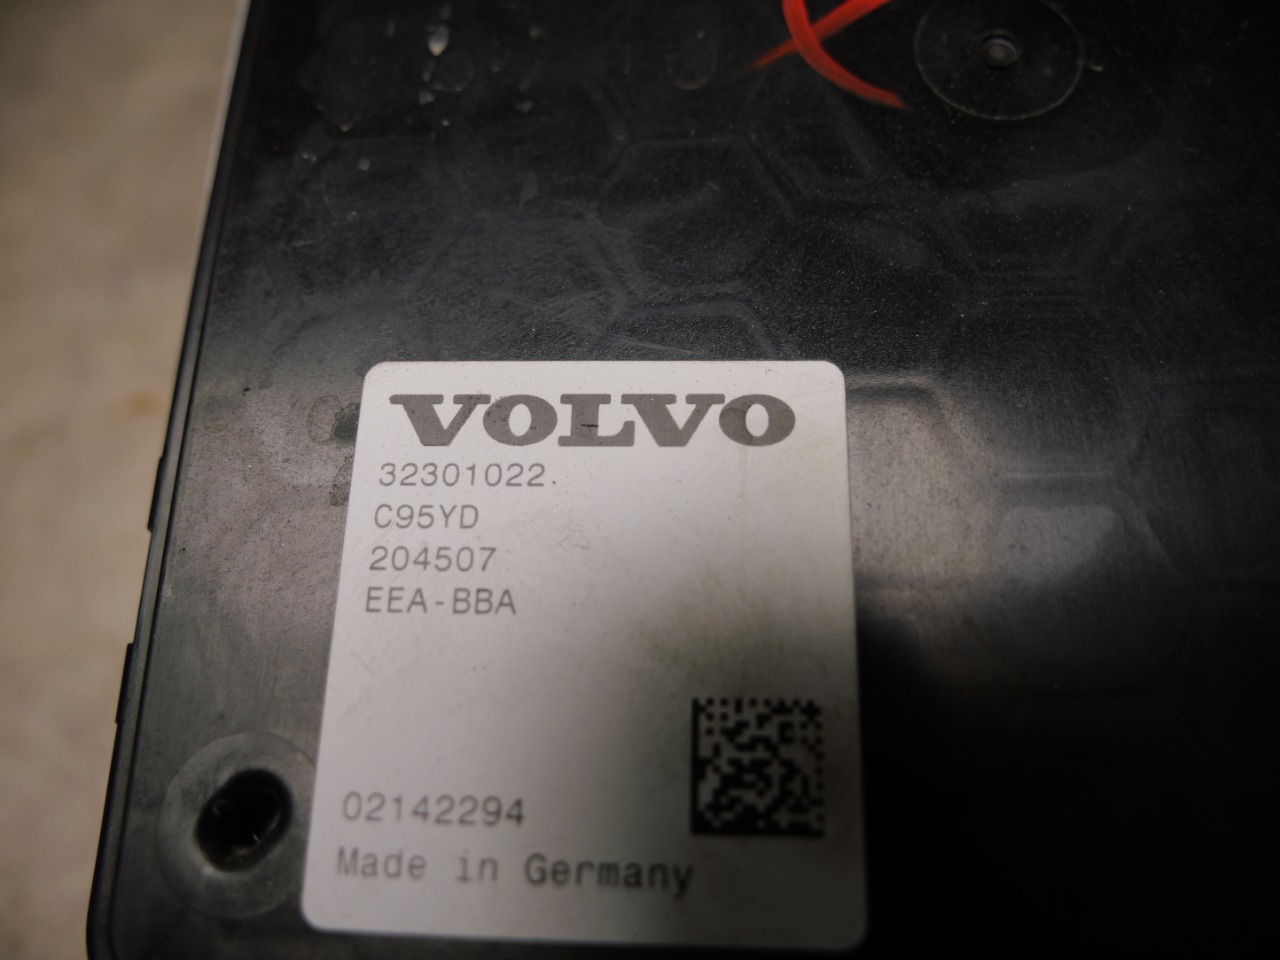 VOLVO
32301022.
C95YD
204507
EEA-BBA
02142294
Made in Germany